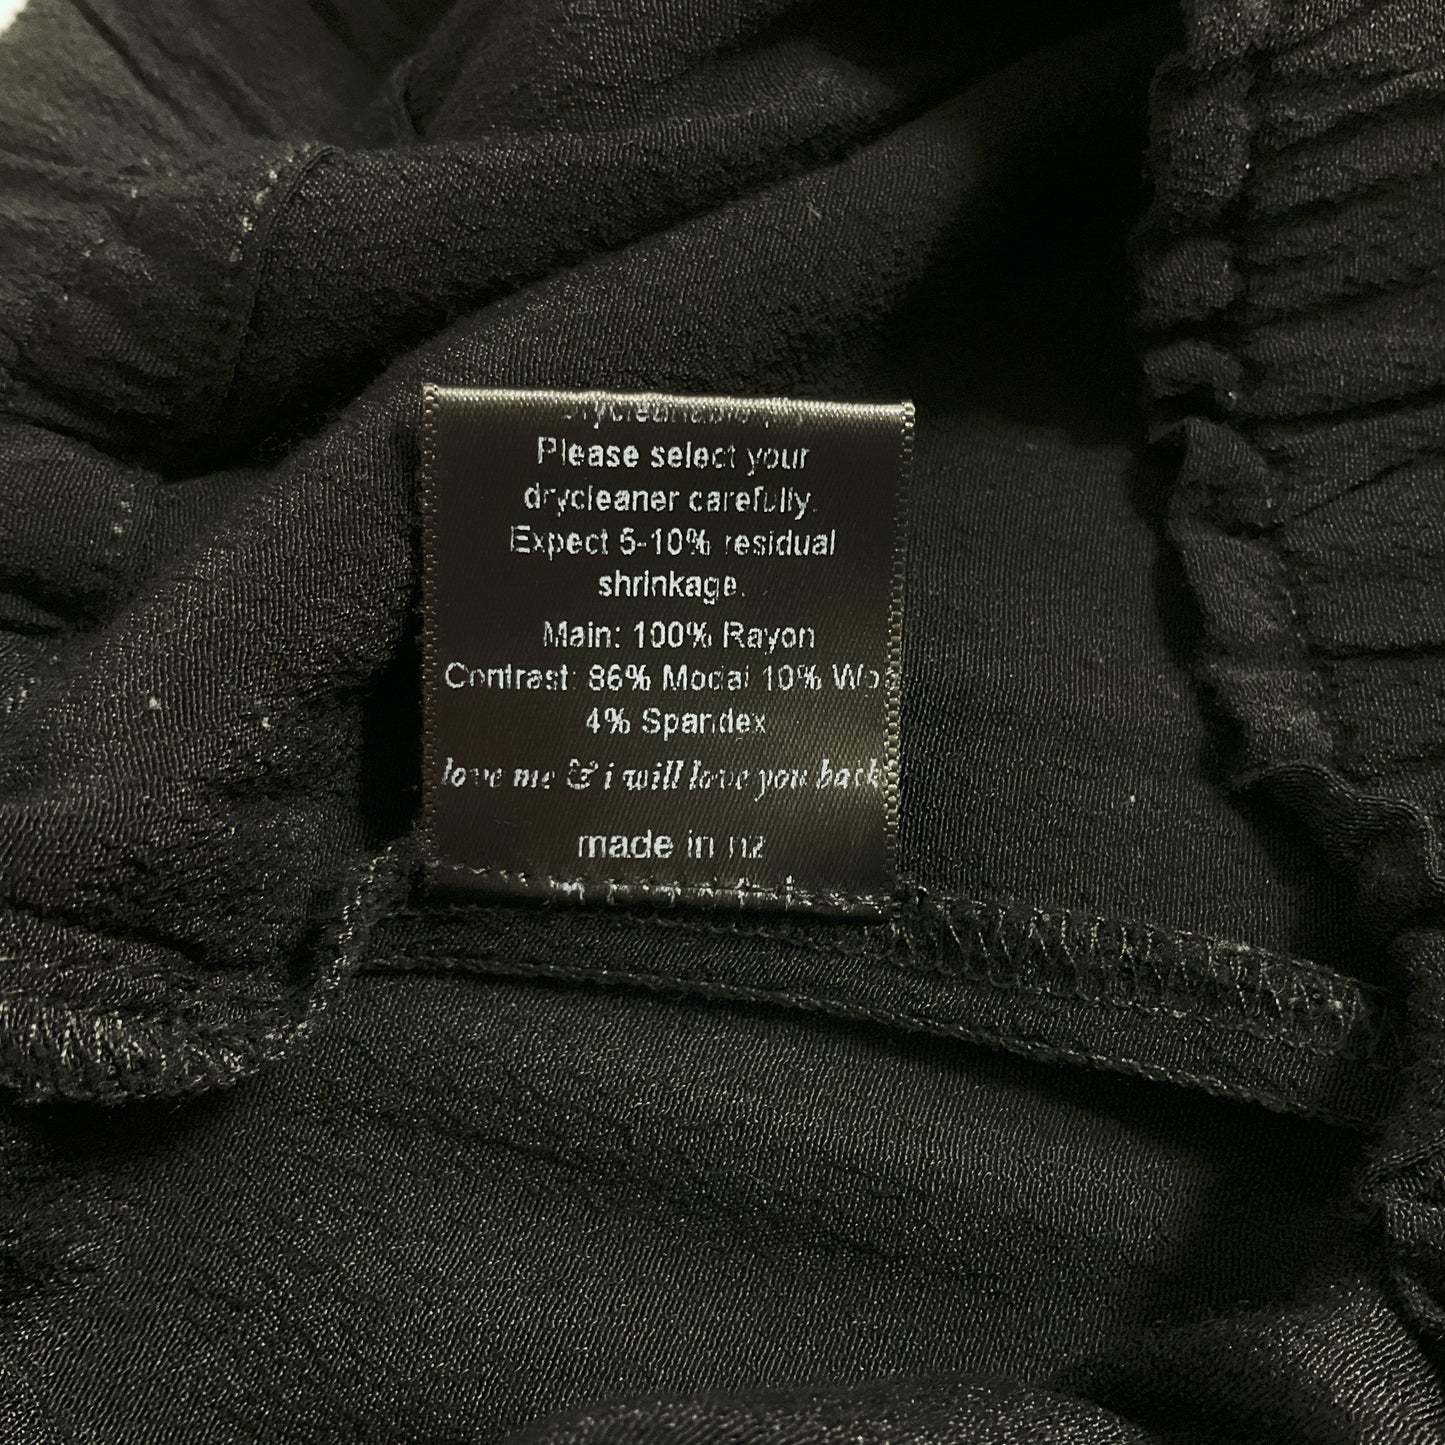 Drycleanable
Please select your
drycleaner carefully.
Expect 5-10% residual
shrinkage.
Main: 100% Rayon
Contrast: 86% Modal 10% Wo
4% Spandex
love me & i will love you back
made in nz